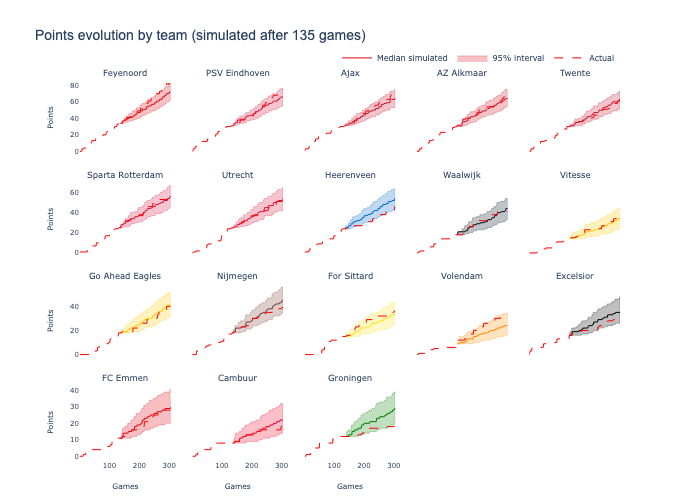 Points evolution by team (simulated after 135 games)
Median simulated 95% interval Actual
Feyenoord PSV Eindhoven Ajax AZ Alkmaar Twente
80
60
40
20
0
Points
Sparta Rotterdam Utrecht Heerenveen Waalwijk Vitesse
60
40
20
0
Points
Go Ahead Eagles Nijmegen For Sittard Volendam Excelsior
40
20
0
Points
FC Emmen Cambuur Groningen
40
30
20
10
0
Points
100 200 300 100 200 300 100 200 300
Games Games Games